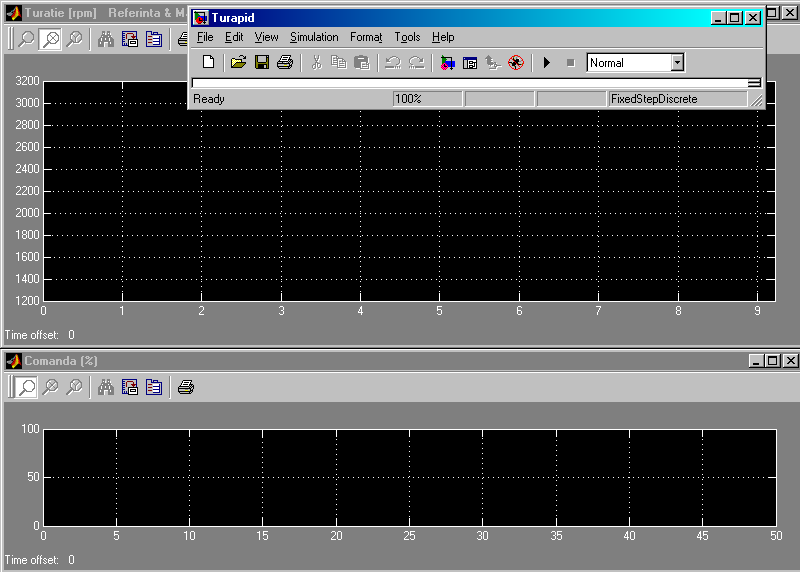 Turatie [rpm] Referinta & M
Turapid
File Edit View Simulation Format Tools Help
Normal
Ready 100% FixedStepDiscrete
3200
3000
2800
2600
2400
2200
2000
1800
1600
1400
1200
0 1 2 3 4 5 6 7 8 9
Time offset: 0
Comanda (%)
100
50
0
0 5 10 15 20 25 30 35 40 45 50
Time offset: 0